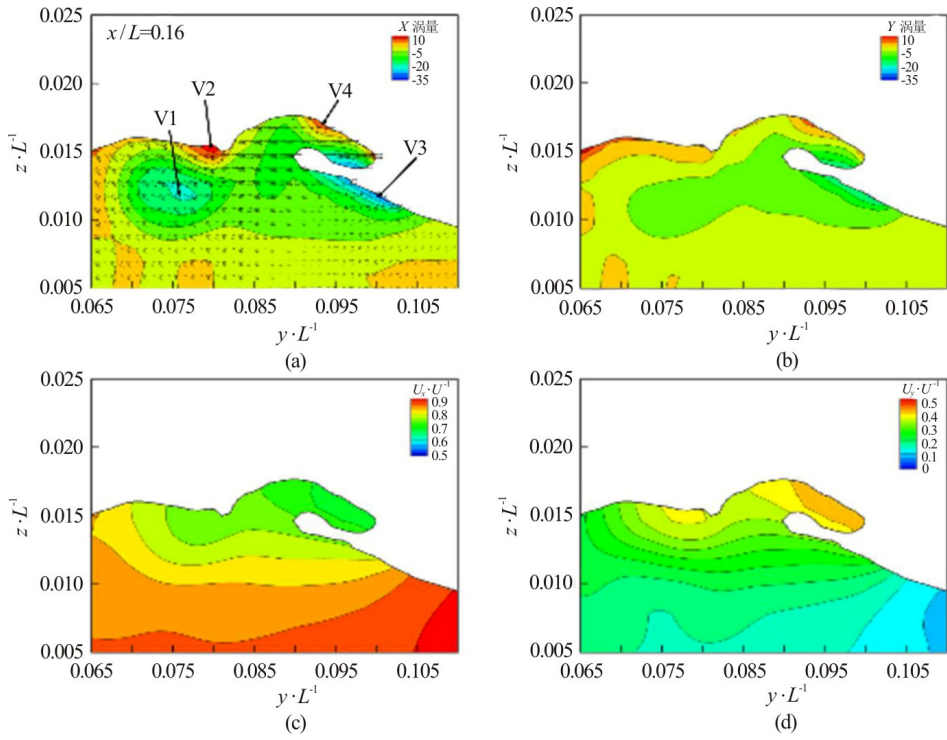 0.025
x/L=0.16
X 涡量
10
-5
-20
-35
0.020
V2
V4
V1
V3
0.015
0.010
0.005
z·L⁻¹
0.065 0.075 0.085 0.095 0.105
y·L⁻¹
(a)
0.025
Y 涡量
10
-5
-20
-35
0.020
0.015
0.010
0.005
z·L⁻¹
0.065 0.075 0.085 0.095 0.105
y·L⁻¹
(b)
0.025
Uₓ·U⁻¹
0.9
0.8
0.7
0.6
0.5
0.020
0.015
0.010
0.005
z·L⁻¹
0.065 0.075 0.085 0.095 0.105
y·L⁻¹
(c)
0.025
Uᵧ·U⁻¹
0.5
0.4
0.3
0.2
0.1
0
0.020
0.015
0.010
0.005
z·L⁻¹
0.065 0.075 0.085 0.095 0.105
y·L⁻¹
(d)